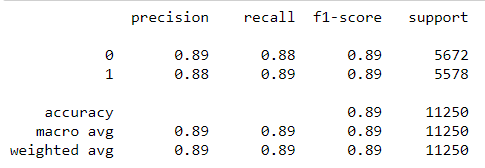 precision recall f1-score support
0 0.89 0.88 0.89 5672
1 0.88 0.89 0.89 5578
accuracy 0.89 11250
macro avg 0.89 0.89 0.89 11250
weighted avg 0.89 0.89 0.89 11250